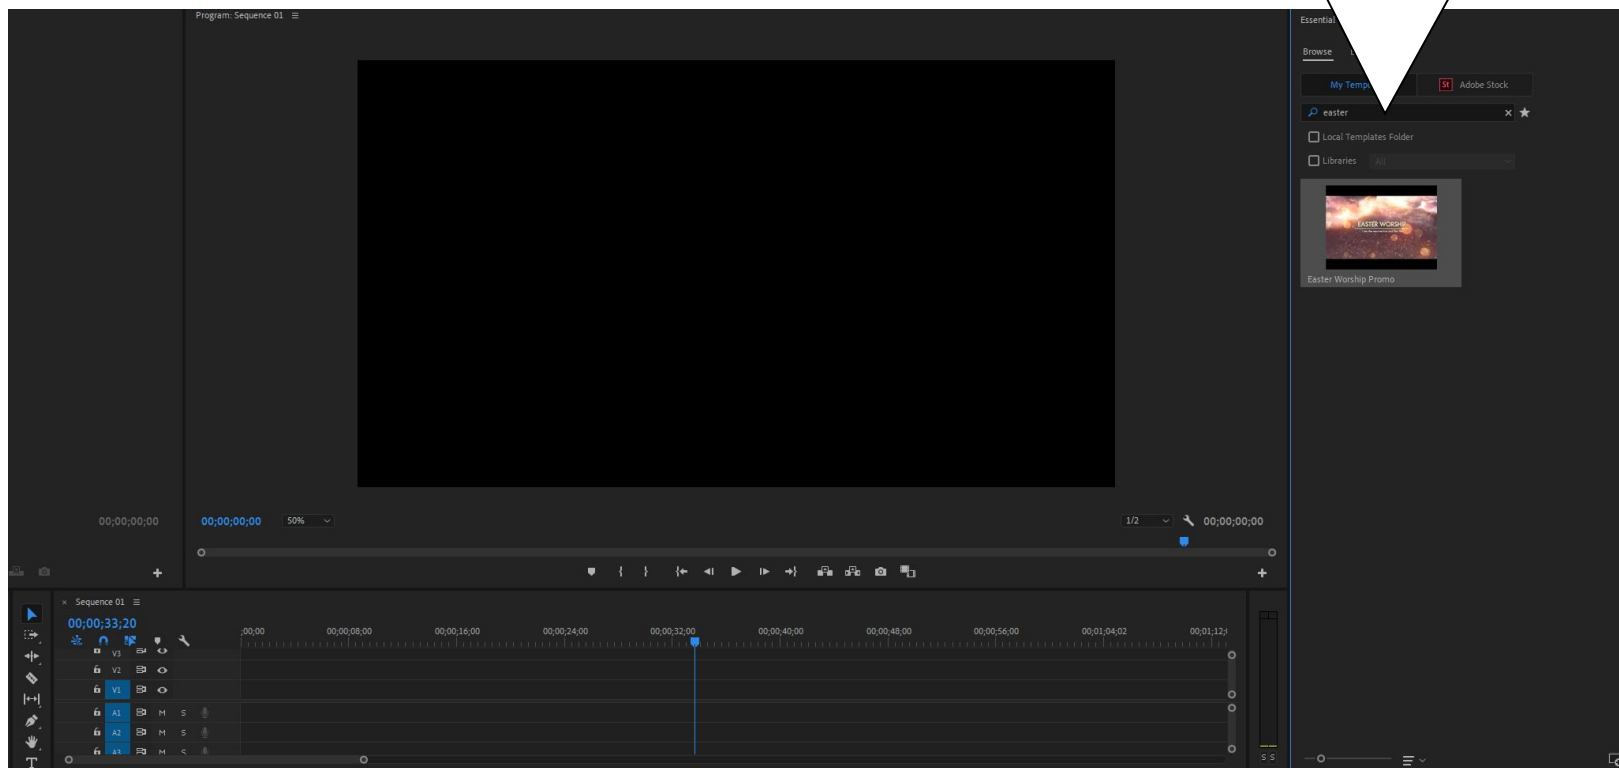 Program: Sequence 01
Essential
Browse
My Temp
St Adobe Stock
easter
Local Templates Folder
Libraries All
EASTER WORSHIP
Easter Worship Promo
00;00;00;00
00;00;00;00 50%
1/2 00;00;00;00
× Sequence 01
00;00;33;20
;00;00 00;00;08;00 00;00;16;00 00;00;24;00 00;00;32;00 00;00;40;00 00;00;48;00 00;00;56;00 00;01;04;02 00;01;12;
V3
V2
V1
A1 M S
A2 M S
A3 M S
S S